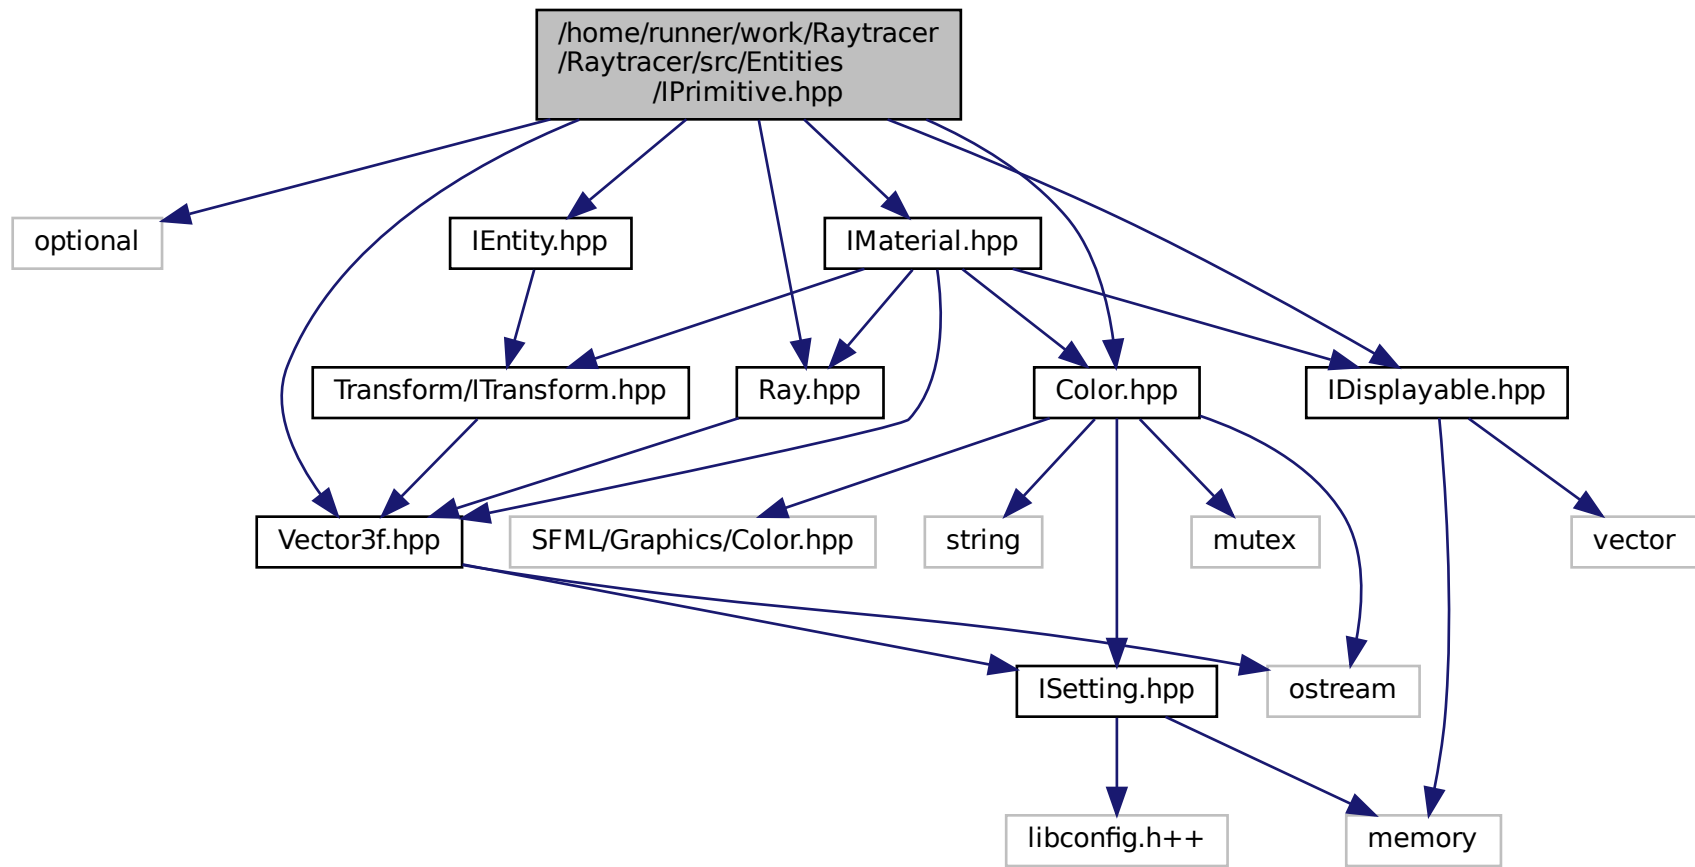 /home/runner/work/Raytracer
/Raytracer/src/Entities
/IPrimitive.hpp
optional
IEntity.hpp
IMaterial.hpp
Transform/ITransform.hpp
Ray.hpp
Color.hpp
IDisplayable.hpp
Vector3f.hpp
SFML/Graphics/Color.hpp
string
mutex
vector
ISetting.hpp
ostream
libconfig.h++
memory